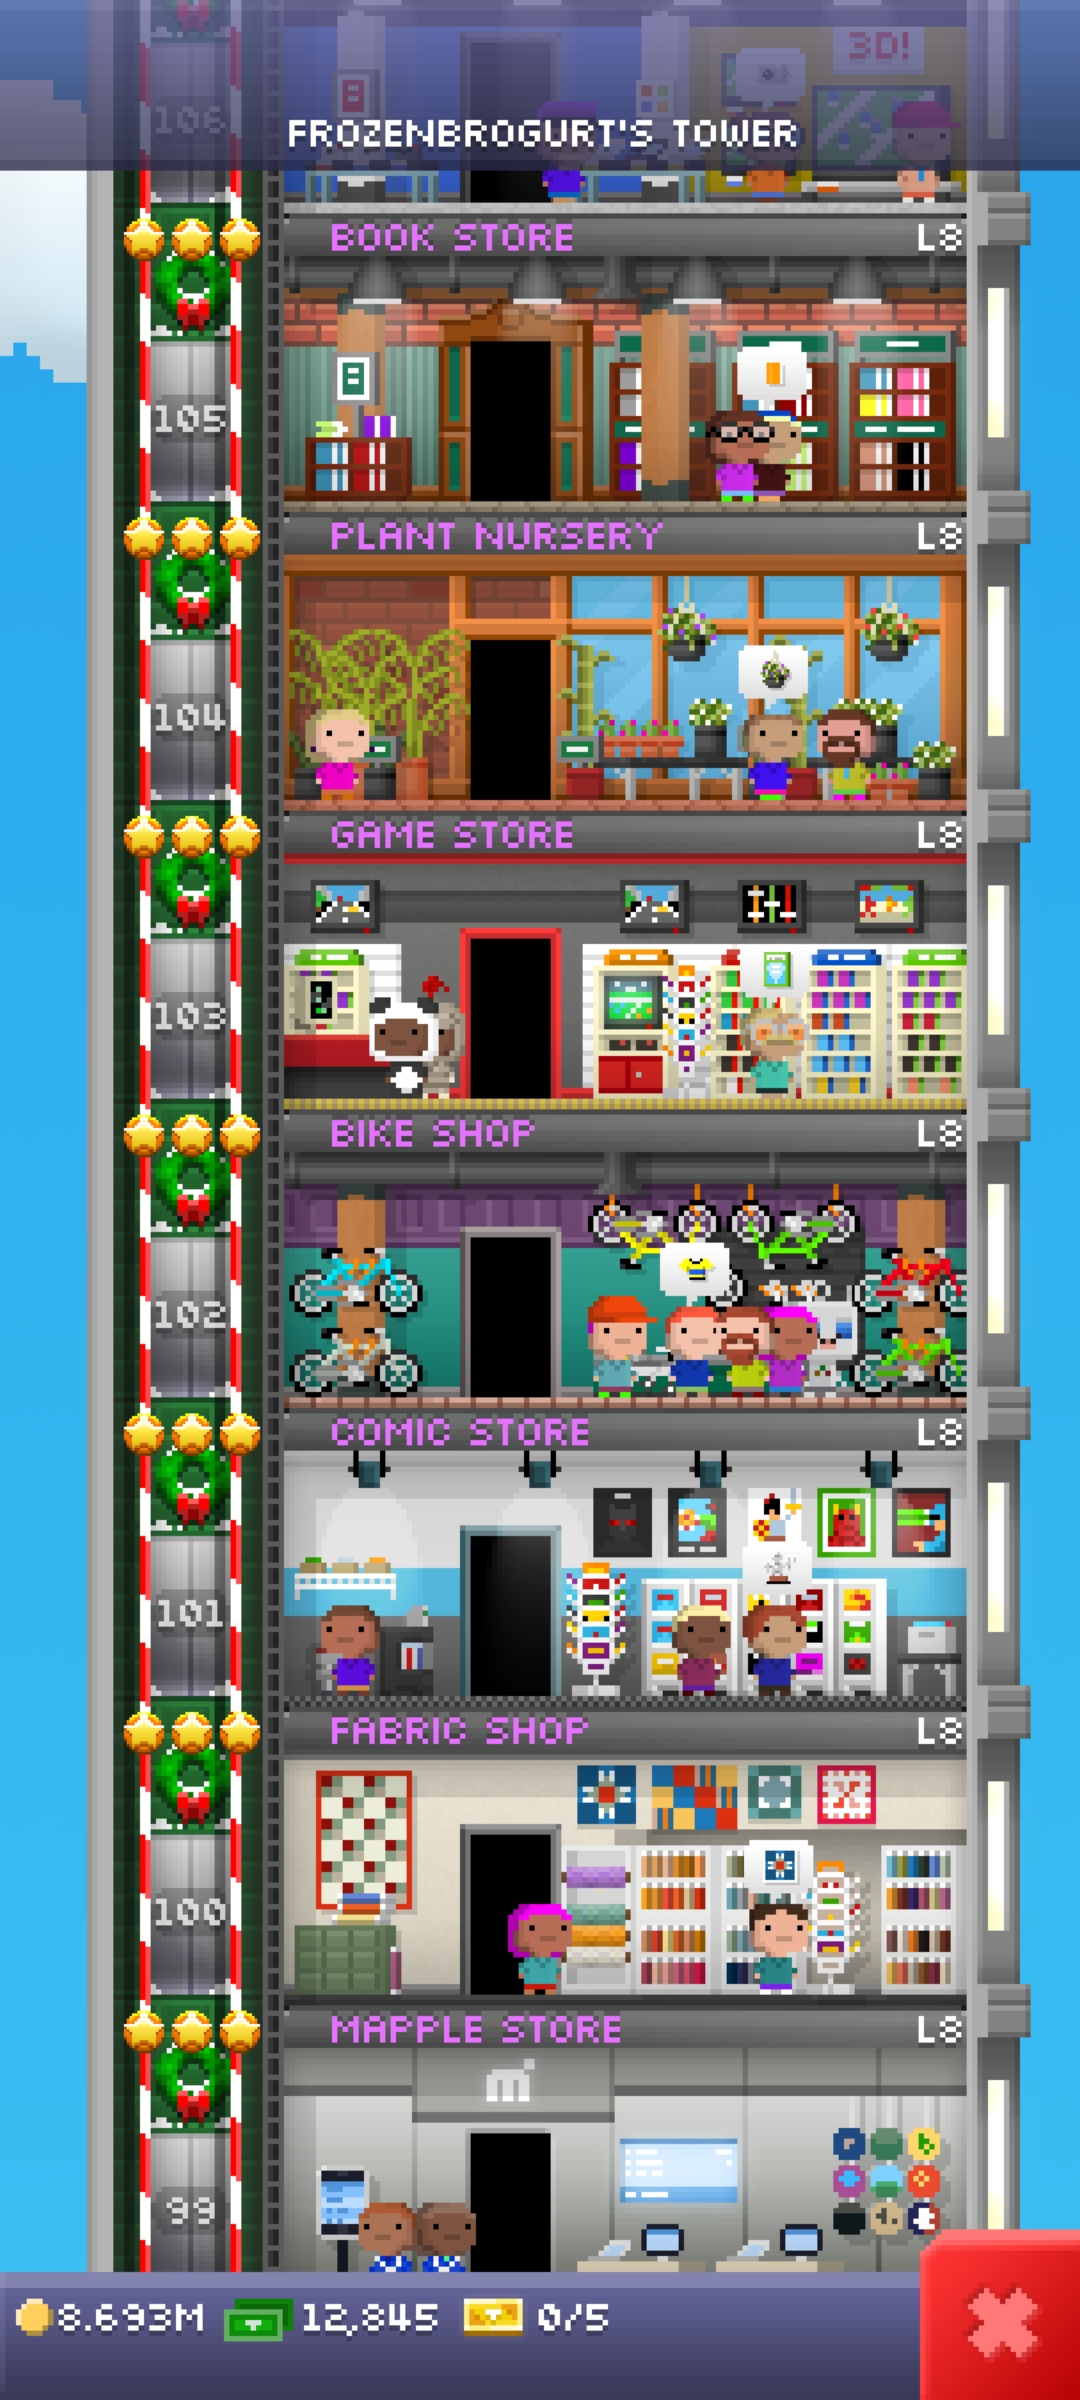 3D!
106
FROZENBROGURT'S TOWER
BOOK STORE L8
105
PLANT NURSERY L8
104
GAME STORE L8
103
BIKE SHOP L8
102
COMIC STORE L8
101
FABRIC SHOP L8
100
MAPPLE STORE L8
m
99
8.693M 12,845 0/5